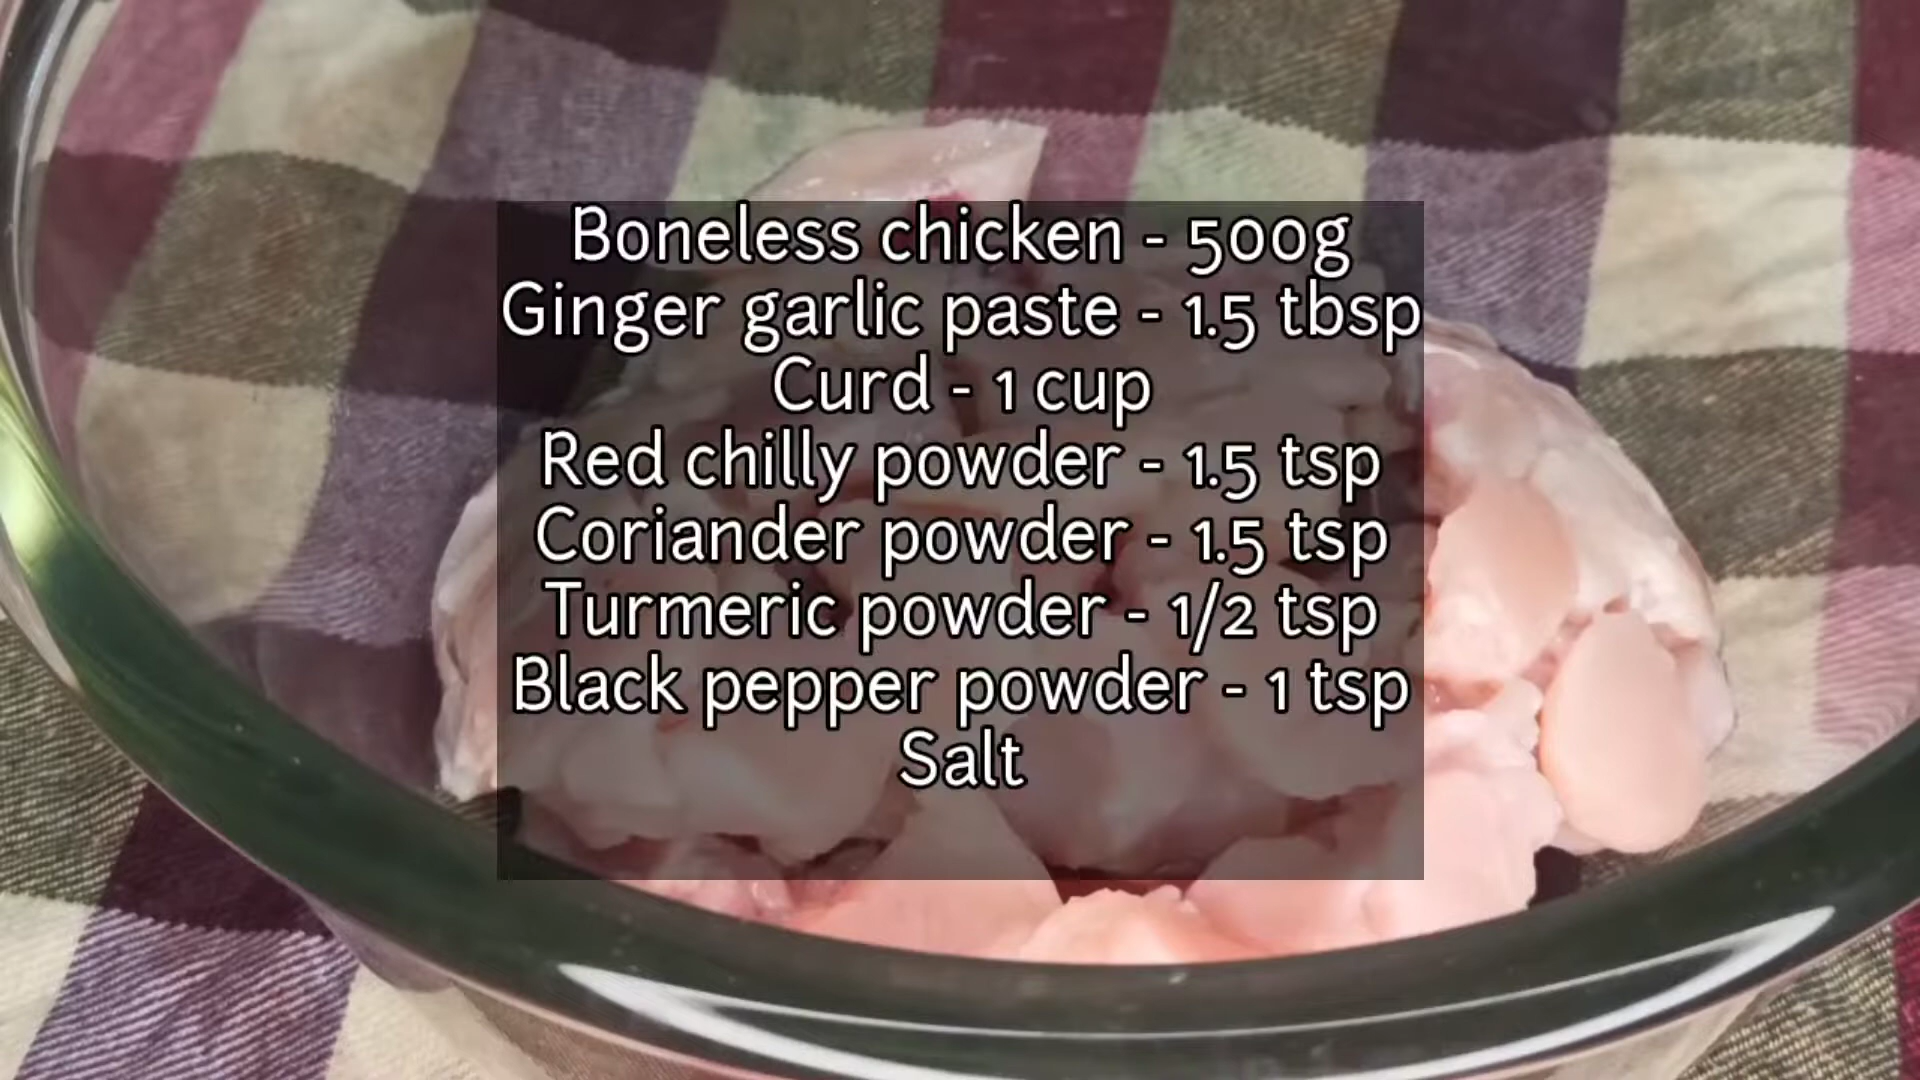 Boneless chicken - 500g
Ginger garlic paste - 1.5 tbsp
Curd - 1 cup
Red chilly powder - 1.5 tsp
Coriander powder - 1.5 tsp
Turmeric powder - 1/2 tsp
Black pepper powder - 1 tsp
Salt